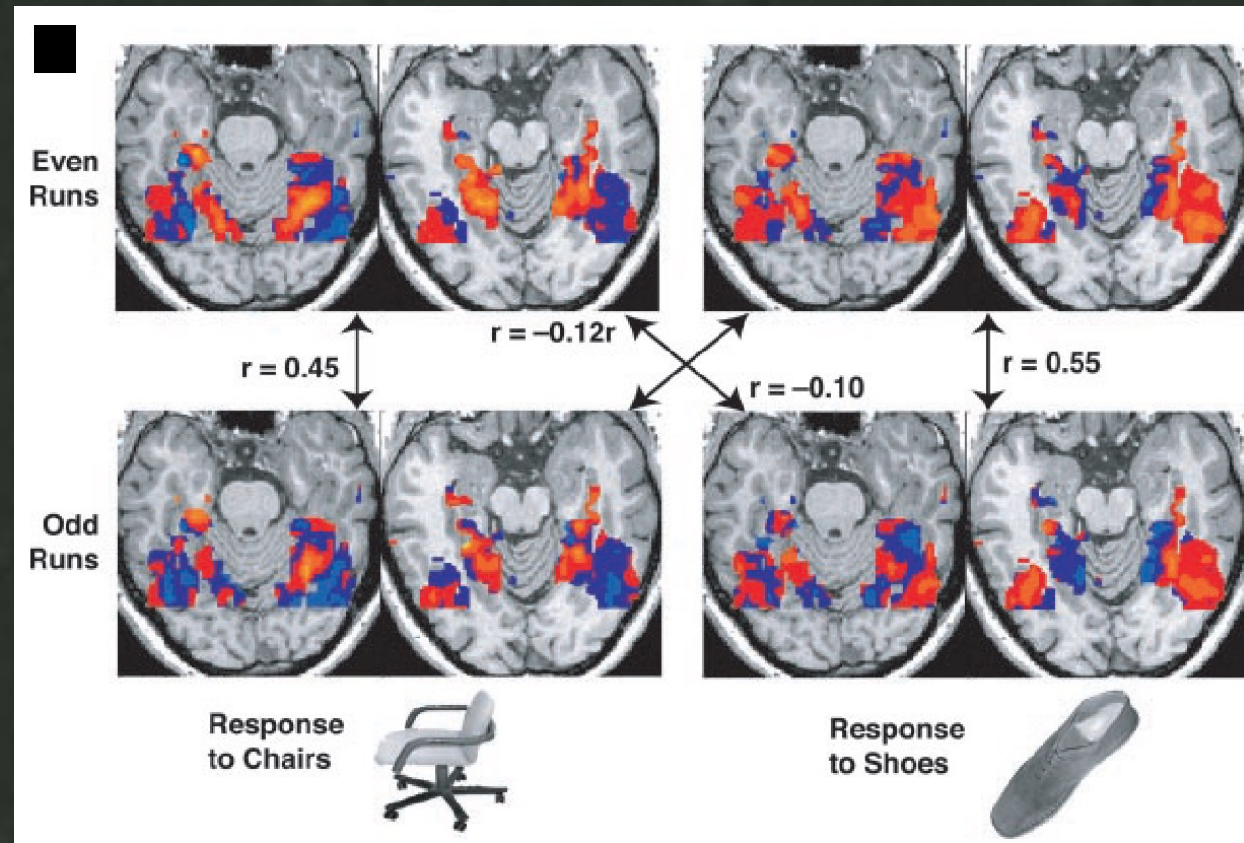 Even
Runs
r = –0.12r
r = 0.45
r = 0.55
r = –0.10
Odd
Runs
Response
to Chairs
Response
to Shoes